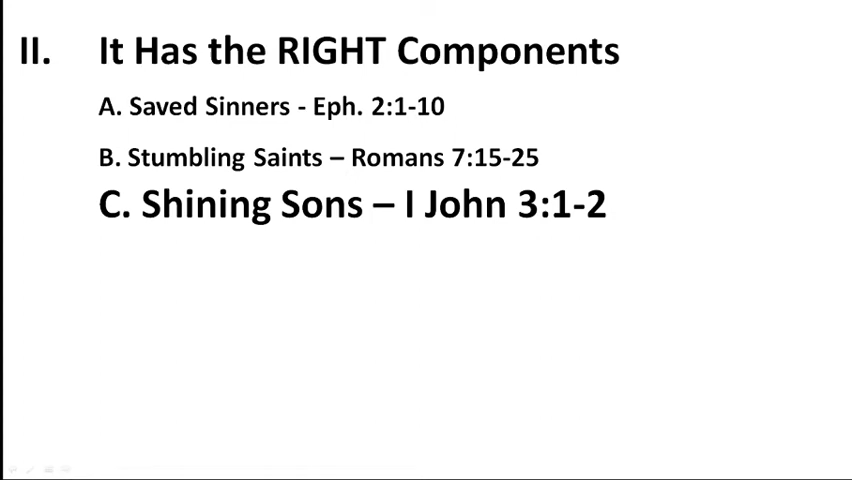 II. It Has the RIGHT Components
A. Saved Sinners - Eph. 2:1-10
B. Stumbling Saints – Romans 7:15-25
C. Shining Sons – I John 3:1-2